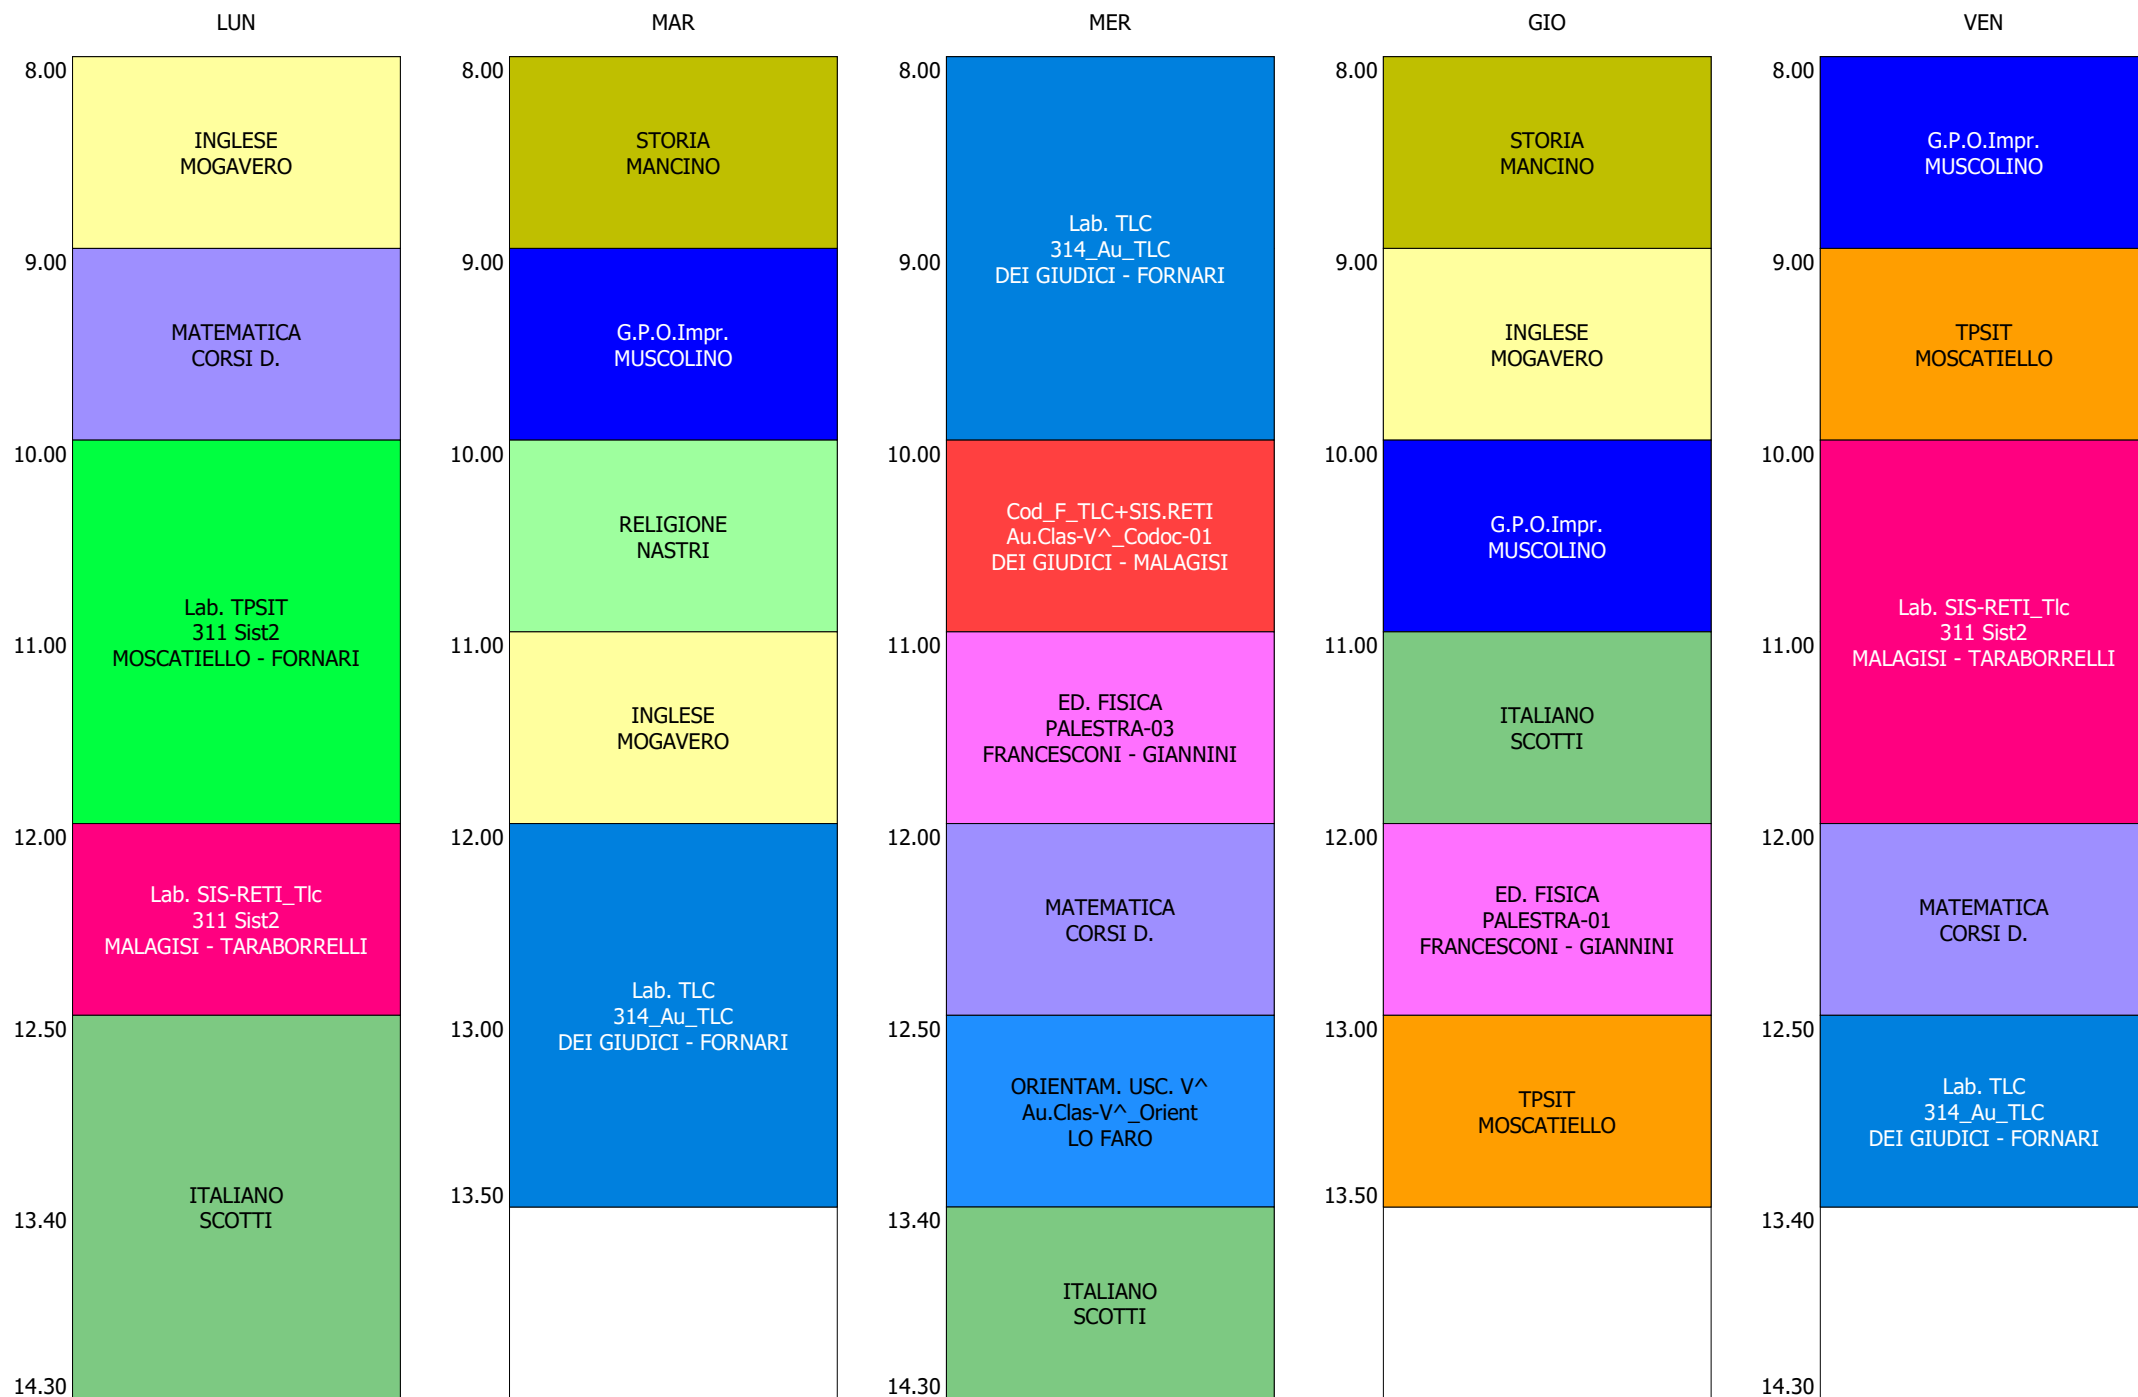 LUN
8.00
INGLESE
MOGAVERO
9.00
MATEMATICA
CORSI D.
10.00
Lab. TPSIT
311 Sist2
MOSCATIELLO - FORNARI
11.00
12.00
Lab. SIS-RETI_Tlc
311 Sist2
MALAGISI - TARABORRELLI
12.50
ITALIANO
SCOTTI
13.40
14.30
MAR
8.00
STORIA
MANCINO
9.00
G.P.O.Impr.
MUSCOLINO
10.00
RELIGIONE
NASTRI
11.00
INGLESE
MOGAVERO
12.00
Lab. TLC
314_Au_TLC
DEI GIUDICI - FORNARI
13.00
13.50
MER
8.00
Lab. TLC
314_Au_TLC
DEI GIUDICI - FORNARI
9.00
10.00
Cod_F_TLC+SIS.RETI
Au.Clas-V^_Codoc-01
DEI GIUDICI - MALAGISI
11.00
ED. FISICA
PALESTRA-03
FRANCESCONI - GIANNINI
12.00
MATEMATICA
CORSI D.
12.50
ORIENTAM. USC. V^
Au.Clas-V^_Orient
LO FARO
13.40
ITALIANO
SCOTTI
14.30
GIO
8.00
STORIA
MANCINO
9.00
INGLESE
MOGAVERO
10.00
G.P.O.Impr.
MUSCOLINO
11.00
ITALIANO
SCOTTI
12.00
ED. FISICA
PALESTRA-01
FRANCESCONI - GIANNINI
13.00
TPSIT
MOSCATIELLO
13.50
VEN
8.00
G.P.O.Impr.
MUSCOLINO
9.00
TPSIT
MOSCATIELLO
10.00
Lab. SIS-RETI_Tlc
311 Sist2
MALAGISI - TARABORRELLI
11.00
12.00
MATEMATICA
CORSI D.
12.50
Lab. TLC
314_Au_TLC
DEI GIUDICI - FORNARI
13.40
14.30